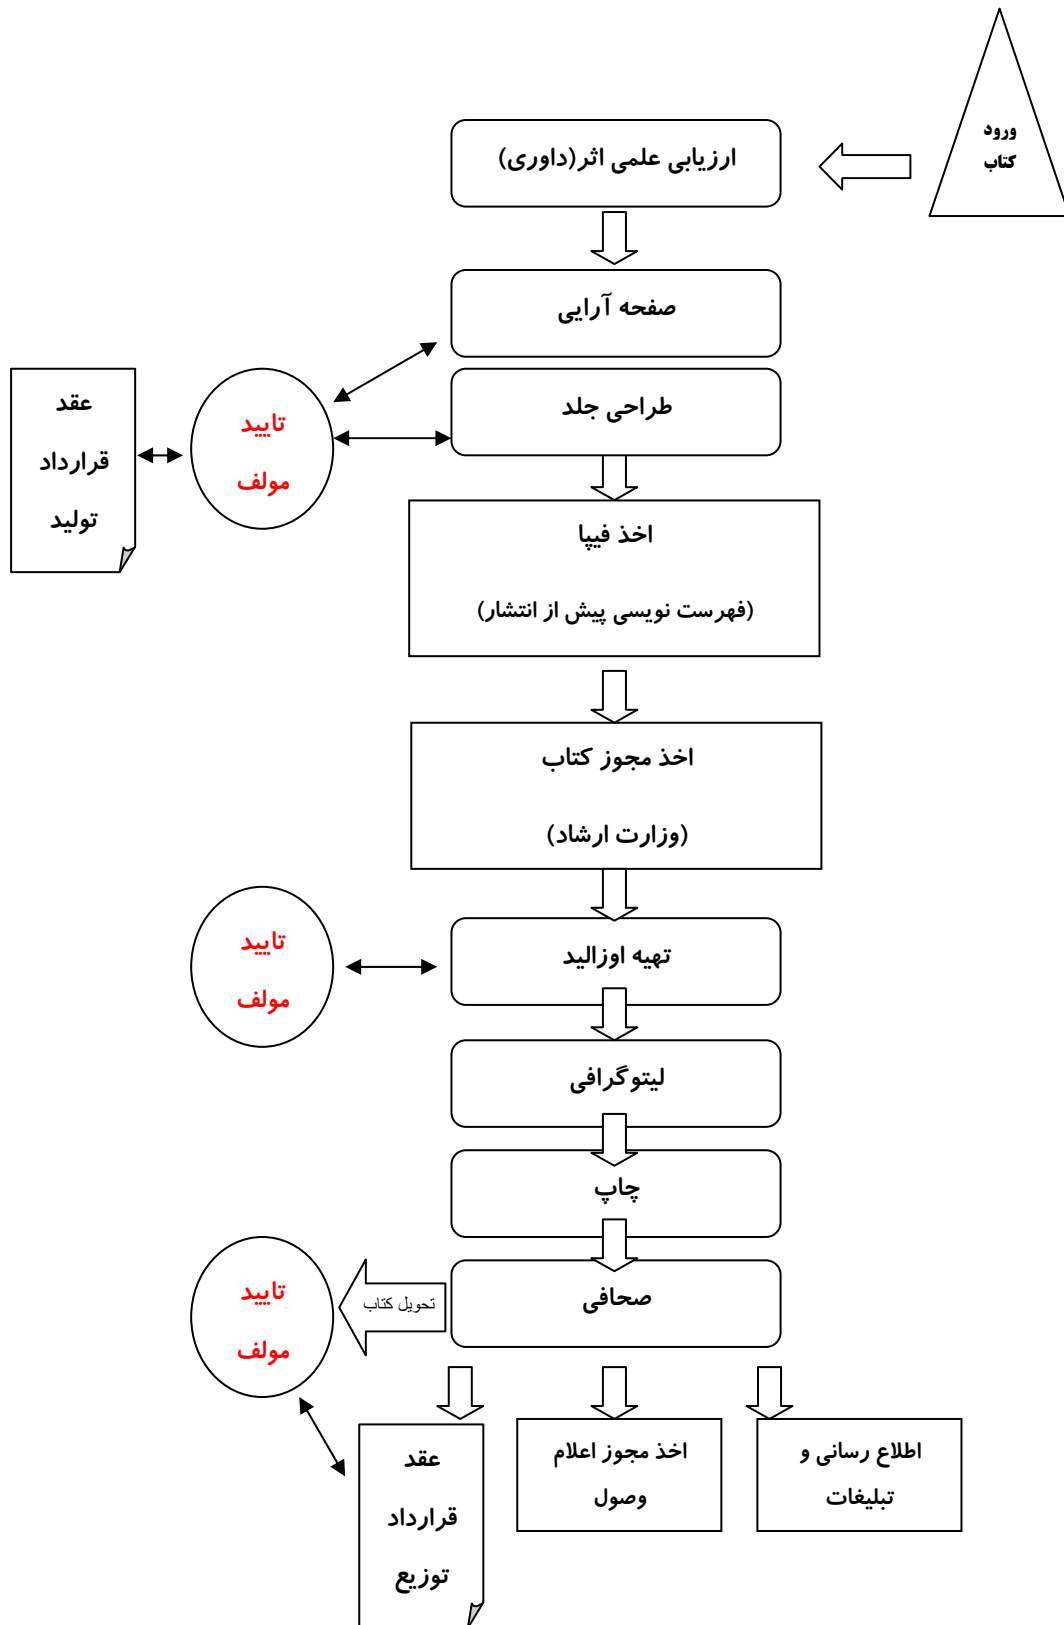 ورود
کتاب
ارزیابی علمی اثر(داوری)
صفحه آرایی
طراحی جلد
تایید
مولف
عقد
قرارداد
تولید
اخذ فیپا
(فهرست نویسی پیش از انتشار)
اخذ مجوز کتاب
(وزارت ارشاد)
تهیه اوزالید
تایید
مولف
لیتوگرافی
چاپ
صحافی
تحویل کتاب
تایید
مولف
اطلاع رسانی و
تبلیغات
اخذ مجوز اعلام
وصول
عقد
قرارداد
توزیع